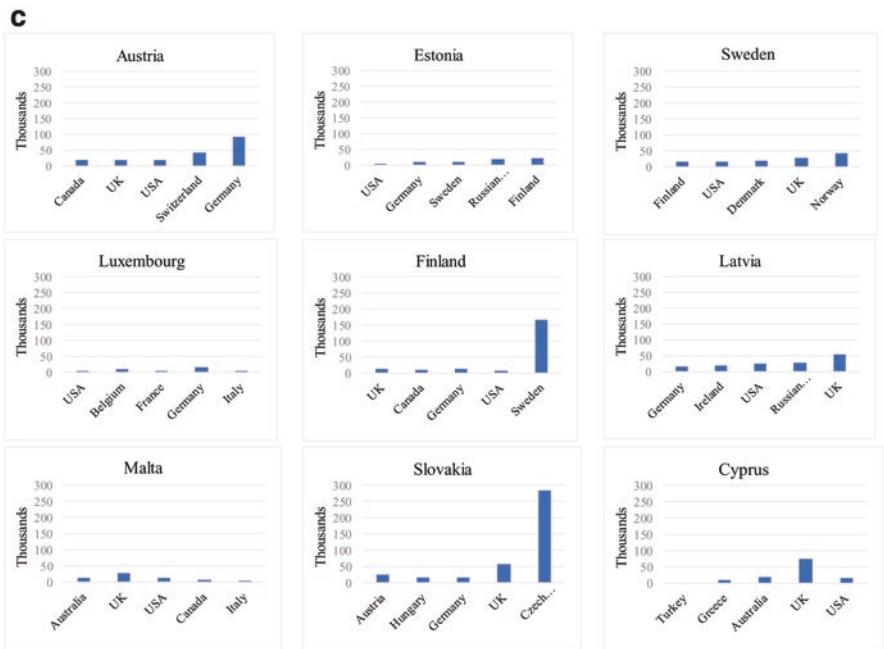 C
Austria
Thousands
300
250
200
150
100
50
0
Canada
UK
USA
Switzerland
Germany
Estonia
Thousands
300
250
200
150
100
50
0
USA
Germany
Sweden
Russian...
Finland
Sweden
Thousands
300
250
200
150
100
50
0
Finland
USA
Denmark
UK
Norway
Luxembourg
Thousands
300
250
200
150
100
50
0
USA
Belgium
France
Germany
Italy
Finland
Thousands
300
250
200
150
100
50
0
UK
Canada
Germany
USA
Sweden
Latvia
Thousands
300
250
200
150
100
50
0
Germany
Ireland
USA
Russian...
UK
Malta
Thousands
300
250
200
150
100
50
0
Australia
UK
USA
Canada
Italy
Slovakia
Thousands
300
250
200
150
100
50
0
Austria
Hungary
Germany
UK
Czech...
Cyprus
Thousands
300
250
200
150
100
50
0
Turkey
Greece
Australia
UK
USA